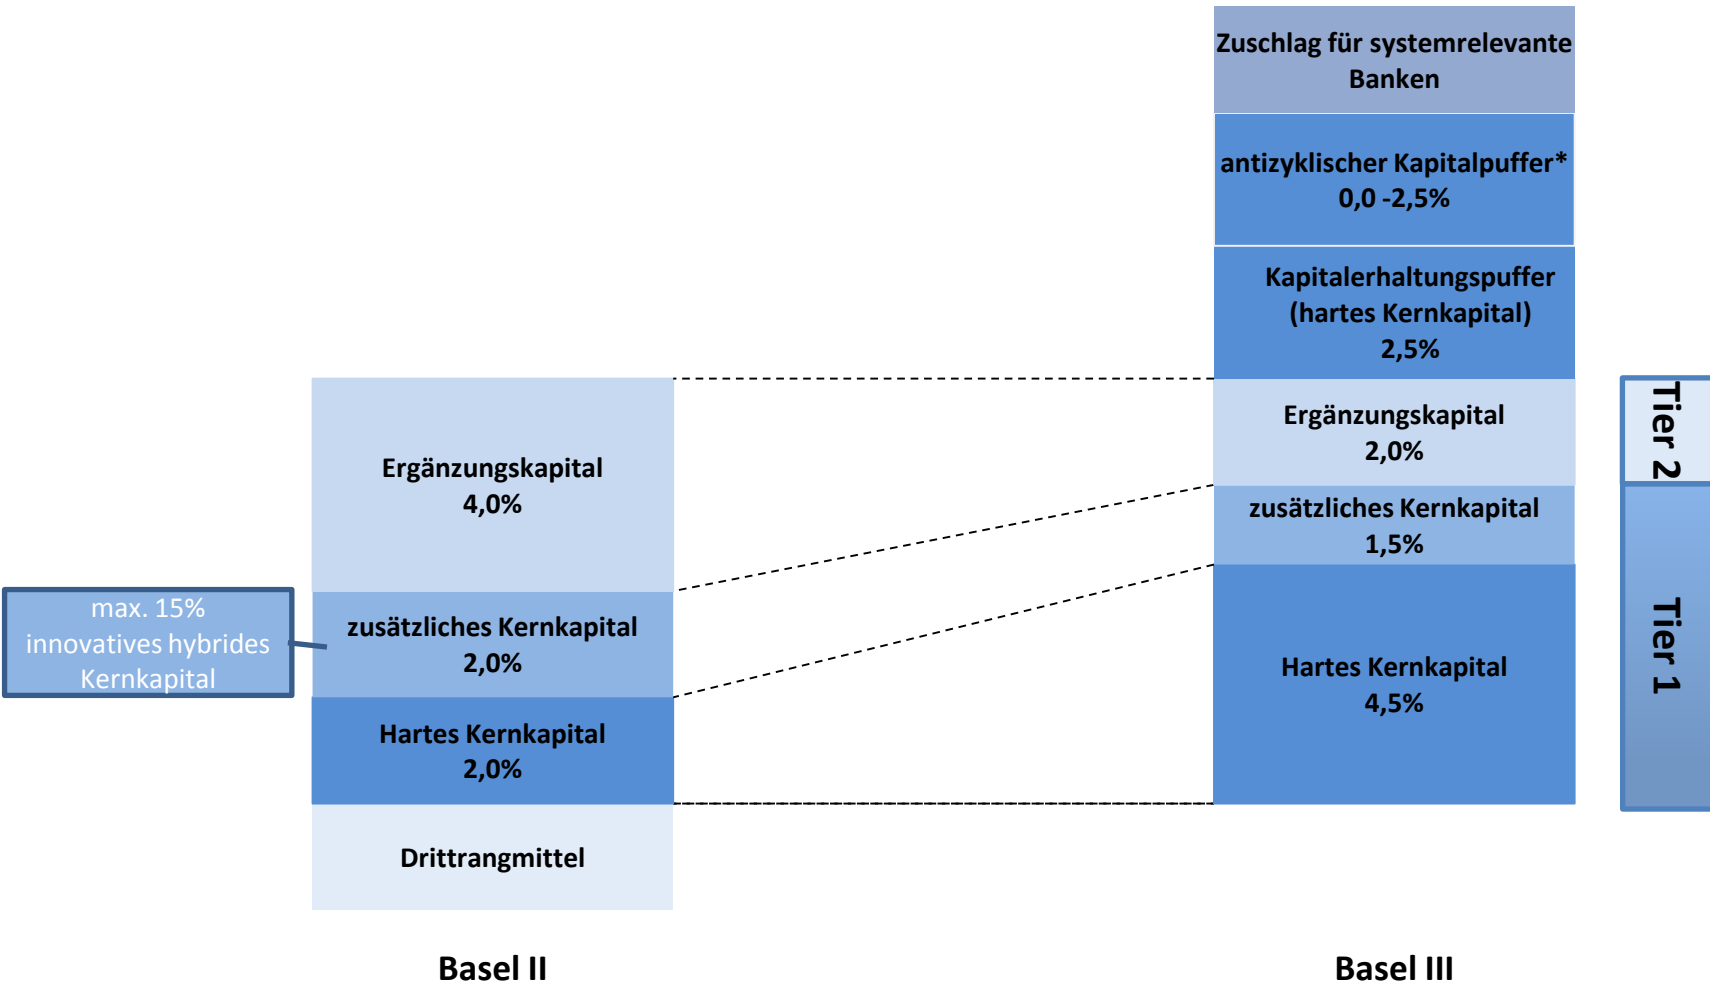 Zuschlag für systemrelevante
Banken
antizyklischer Kapitalpuffer*
0,0 -2,5%
Kapitalerhaltungspuffer
(hartes Kernkapital)
2,5%
Ergänzungskapital
4,0%
Ergänzungskapital
2,0%
Tier 2
zusätzliches Kernkapital
1,5%
max. 15%
innovatives hybrides
Kernkapital
zusätzliches Kernkapital
2,0%
Hartes Kernkapital
4,5%
Tier 1
Hartes Kernkapital
2,0%
Drittrangmittel
Basel II
Basel III